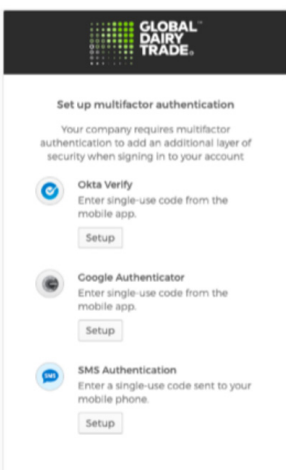 GLOBAL™
DAIRY
TRADE®
Set up multifactor authentication
Your company requires multifactor
authentication to add an additional layer of
security when signing in to your account
Okta Verify
Enter single-use code from the
mobile app.
Setup
Google Authenticator
Enter single-use code from the
mobile app.
Setup
SMS
SMS Authentication
Enter a single-use code sent to your
mobile phone.
Setup